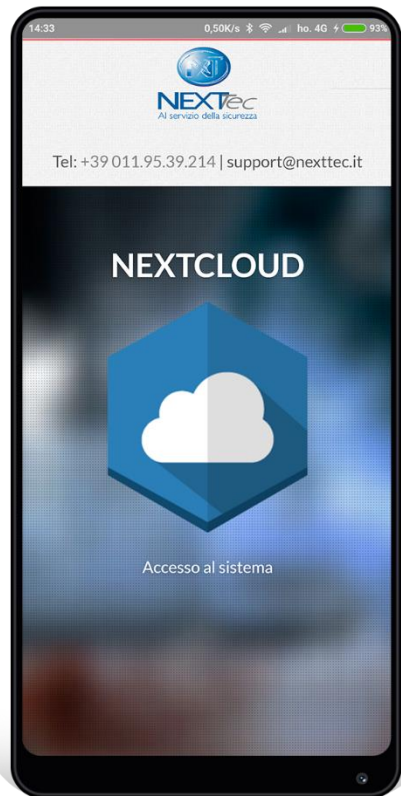 14:33 0,50K/s ho. 4G 93%
NEXTec
Al servizio della sicurezza
Tel: +39 011.95.39.214 | support@nexttec.it
NEXTCLOUD
Accesso al sistema